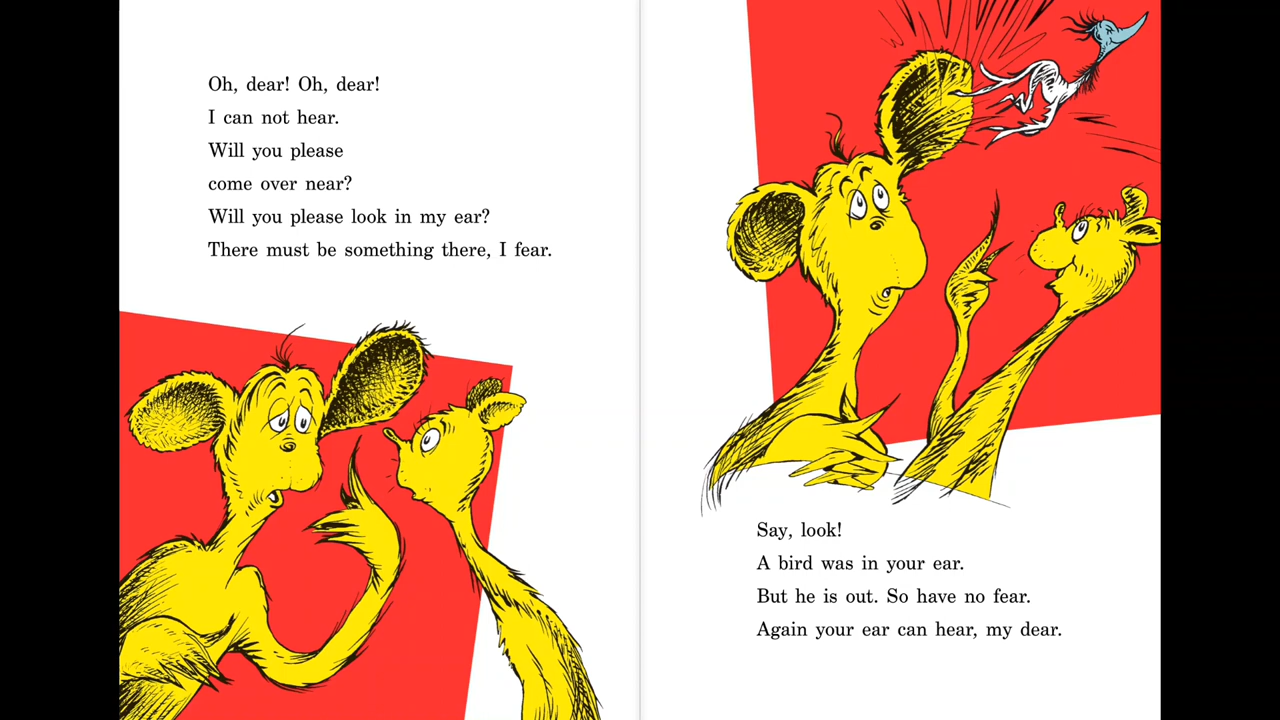 Oh, dear! Oh, dear!
I can not hear.
Will you please
come over near?
Will you please look in my ear?
There must be something there, I fear.
Say, look!
A bird was in your ear.
But he is out. So have no fear.
Again your ear can hear, my dear.